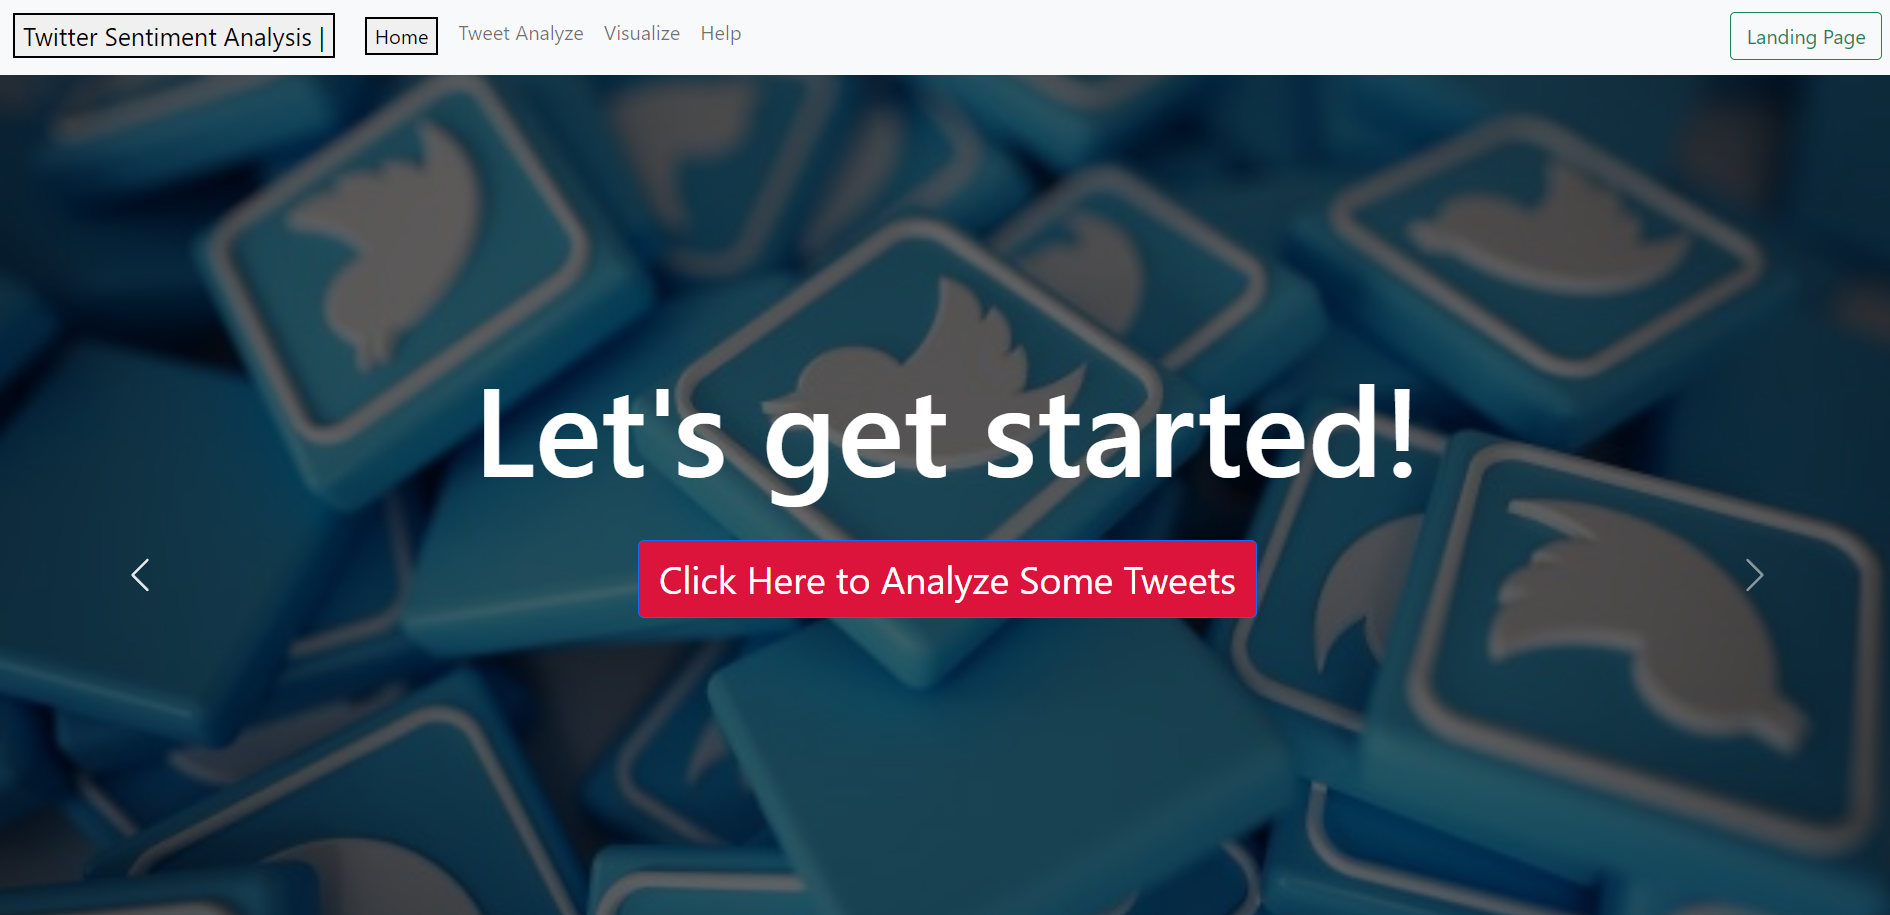 Twitter Sentiment Analysis | Home Tweet Analyze Visualize Help Landing Page
Let's get started!
Click Here to Analyze Some Tweets